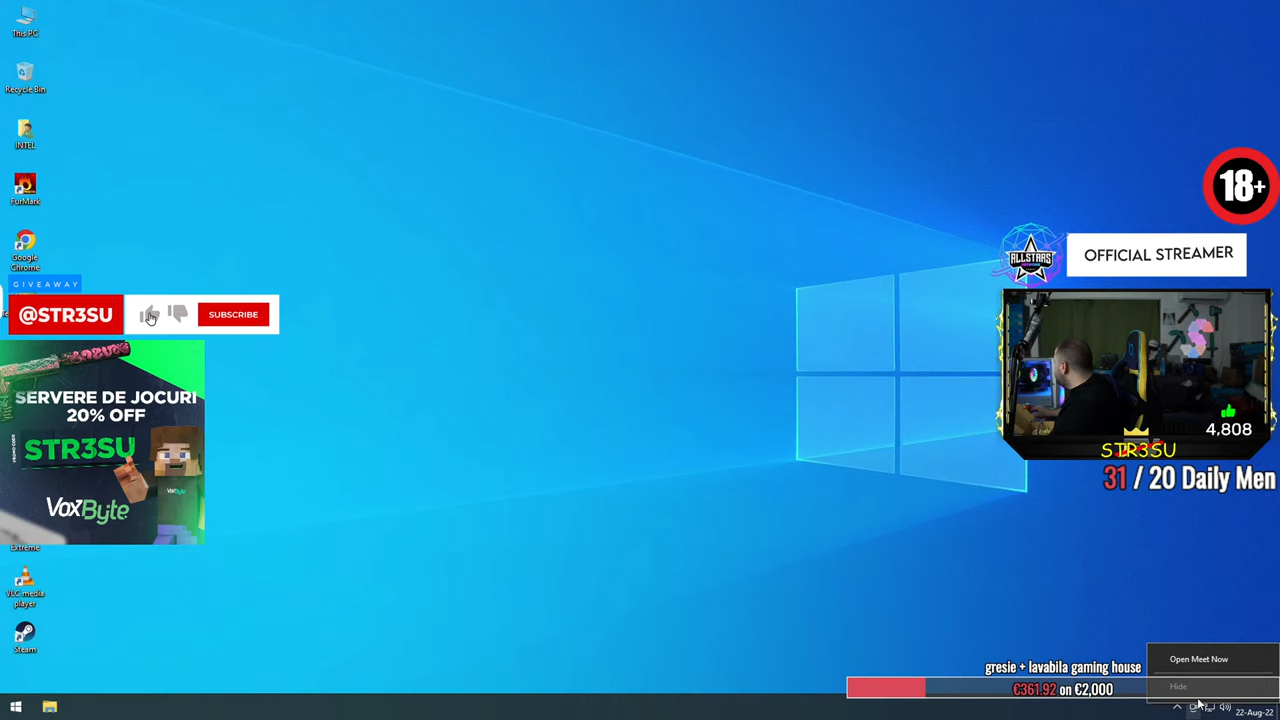 This PC
Recycle Bin
INTEL
FurMark
Google
Chrome
GIVEAWAY
@STR3SU
SUBSCRIBE
SERVERE DE JOCURI
20% OFF
STR3SU
VoxByte
Extreme
VLC media
player
Steam
18+
ALLSTARS
OFFICIAL STREAMER
4,808
STR3SU
31 / 20 Daily Men
gresie + lavabila gaming house
€361.92 on €2,000
Open Meet Now
Hide
22-Aug-22